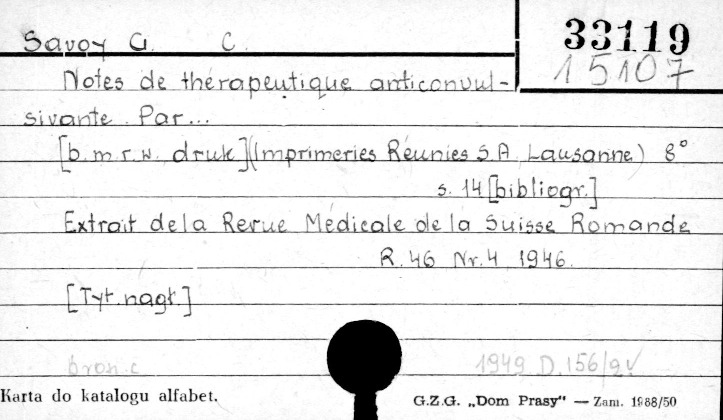 Savoy G. C.
33119
15107
Notes de thérapeutique anticonvul-
sivante. Par...
[b.m.r.w. druk](Imprimeries Réunies S.A. Lausanne) 8°
s. 14 [bibliogr.]
Extrait de la Revue Médicale de la Suisse Romande
R. 46 Nr. 4 1946.
[Tyt. nagł.]
bron. c
1949 D. 156/9
Karta do katalogu alfabet.
G.Z.G. „Dom Prasy" — Zam. 1988/50